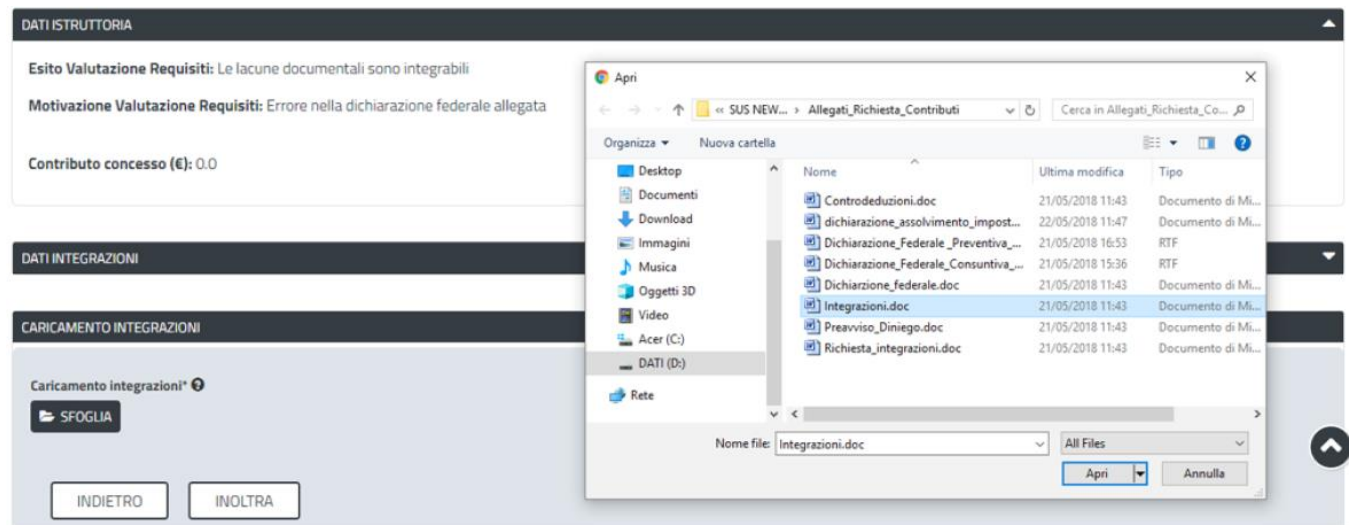 DATI ISTRUTTORIA
Esito Valutazione Requisiti: Le lacune documentali sono integrabili
Motivazione Valutazione Requisiti: Errore nella dichiarazione federale allegata
Contributo concesso (€): 0.0
DATI INTEGRAZIONI
CARICAMENTO INTEGRAZIONI
Caricamento integrazioni*
SFOGLIA
INDIETRO INOLTRA
Apri
« SUS NEW... › Allegati_Richiesta_Contributi Cerca in Allegati_Richiesta_Co...
Organizza Nuova cartella
Desktop
Documenti
Download
Immagini
Musica
Oggetti 3D
Video
Acer (C:)
DATI (D:)
Rete
Nome Ultima modifica Tipo
Controdeduzioni.doc 21/05/2018 11:43 Documento di Mi...
dichiarazione_assolvimento_impost... 22/05/2018 11:47 Documento di Mi...
Dichiarazione_Federale _Preventiva_... 21/05/2018 16:53 RTF
Dichiarazione_Federale_Consuntiva_... 21/05/2018 15:36 RTF
Dichiarzione_federale.doc 21/05/2018 11:43 Documento di Mi...
Integrazioni.doc 21/05/2018 11:43 Documento di Mi...
Preavviso_Diniego.doc 21/05/2018 11:43 Documento di Mi...
Richiesta_integrazioni.doc 21/05/2018 11:43 Documento di Mi...
Nome file: Integrazioni.doc All Files
Apri Annulla